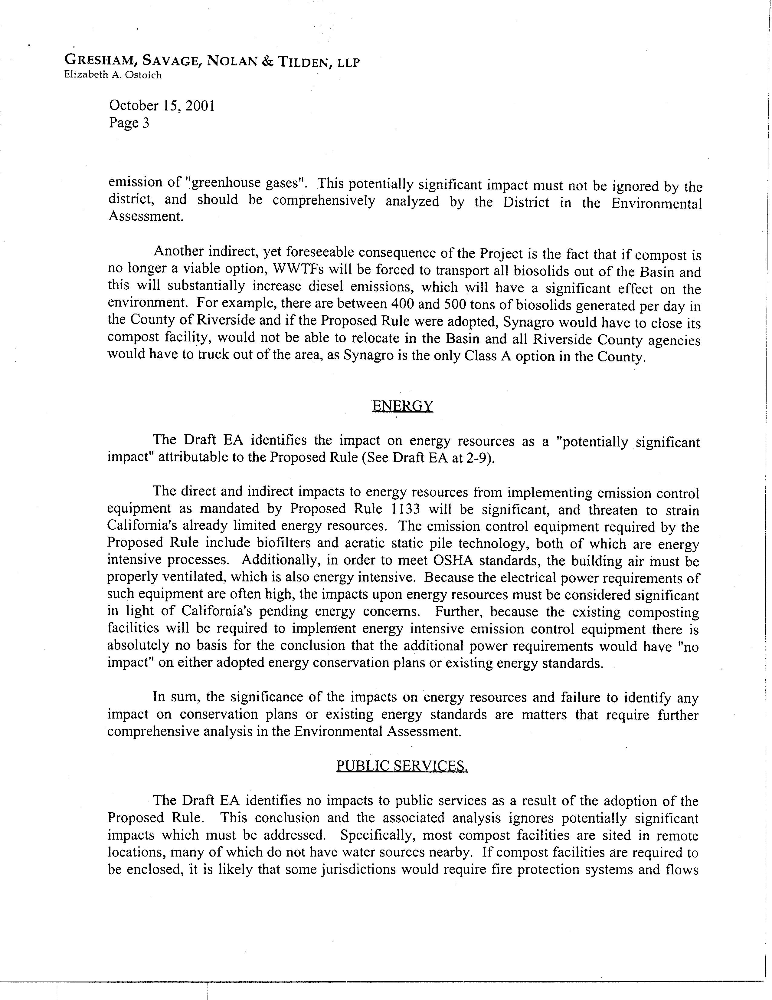 GRESHAM, SAVAGE, NOLAN & TILDEN, LLP
Elizabeth A. Ostoich
October 15, 2001
Page 3
emission of "greenhouse gases". This potentially significant impact must not be ignored by the
district, and should be comprehensively analyzed by the District in the Environmental
Assessment.
Another indirect, yet foreseeable consequence of the Project is the fact that if compost is
no longer a viable option, WWTFs will be forced to transport all biosolids out of the Basin and
this will substantially increase diesel emissions, which will have a significant effect on the
environment. For example, there are between 400 and 500 tons of biosolids generated per day in
the County of Riverside and if the Proposed Rule were adopted, Synagro would have to close its
compost facility, would not be able to relocate in the Basin and all Riverside County agencies
would have to truck out of the area, as Synagro is the only Class A option in the County.
ENERGY
The Draft EA identifies the impact on energy resources as a "potentially significant
impact" attributable to the Proposed Rule (See Draft EA at 2-9).
The direct and indirect impacts to energy resources from implementing emission control
equipment as mandated by Proposed Rule 1133 will be significant, and threaten to strain
California's already limited energy resources. The emission control equipment required by the
Proposed Rule include biofilters and aeratic static pile technology, both of which are energy
intensive processes. Additionally, in order to meet OSHA standards, the building air must be
properly ventilated, which is also energy intensive. Because the electrical power requirements of
such equipment are often high, the impacts upon energy resources must be considered significant
in light of California's pending energy concerns. Further, because the existing composting
facilities will be required to implement energy intensive emission control equipment there is
absolutely no basis for the conclusion that the additional power requirements would have "no
impact" on either adopted energy conservation plans or existing energy standards.
In sum, the significance of the impacts on energy resources and failure to identify any
impact on conservation plans or existing energy standards are matters that require further
comprehensive analysis in the Environmental Assessment.
PUBLIC SERVICES.
The Draft EA identifies no impacts to public services as a result of the adoption of the
Proposed Rule. This conclusion and the associated analysis ignores potentially significant
impacts which must be addressed. Specifically, most compost facilities are sited in remote
locations, many of which do not have water sources nearby. If compost facilities are required to
be enclosed, it is likely that some jurisdictions would require fire protection systems and flows